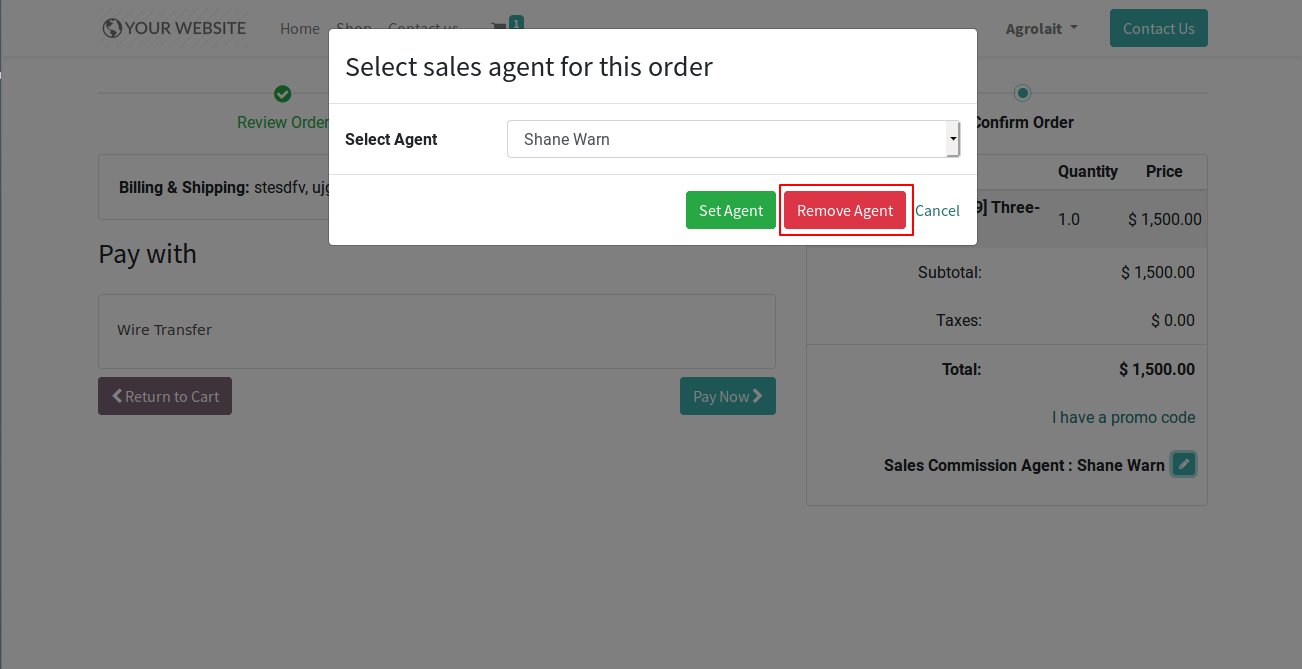 YOUR WEBSITE Home Shop Contact us 1 Agrolait Contact Us
Select sales agent for this order
Review Order
Confirm Order
Select Agent Shane Warn
Billing & Shipping: stesdfv,
Quantity Price
Set Agent Remove Agent Cancel
9] Three-
1.0 $ 1,500.00
Pay with
Subtotal: $ 1,500.00
Taxes: $ 0.00
Wire Transfer
Total: $ 1,500.00
Return to Cart Pay Now
I have a promo code
Sales Commission Agent : Shane Warn